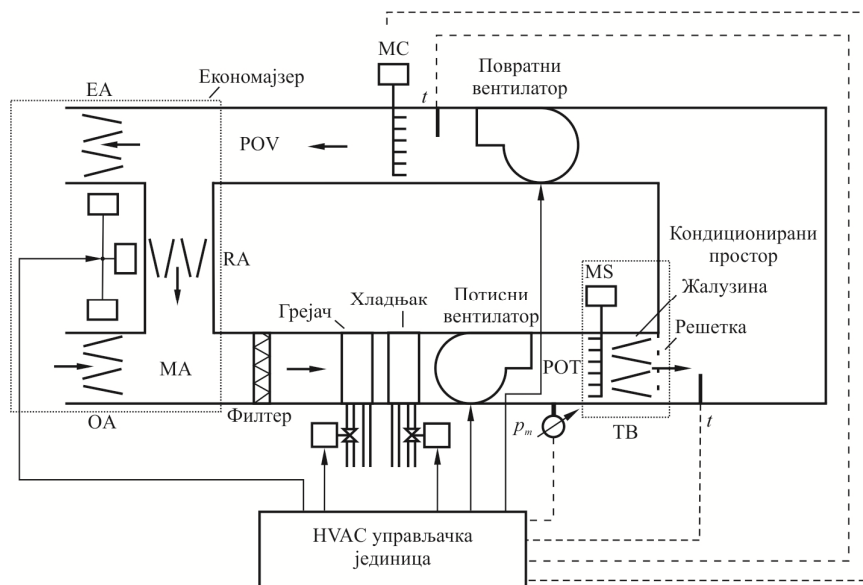 MC
Повратни
вентилатор
Економајзер
EA
t
POV
Кондиционирани
простор
RA
MS
Жалузина
Хладњак
Потисни
вентилатор
Грејач
Решетка
MA
POT
OA
Филтер
pm
TB
t
HVAC управљачка
јединица